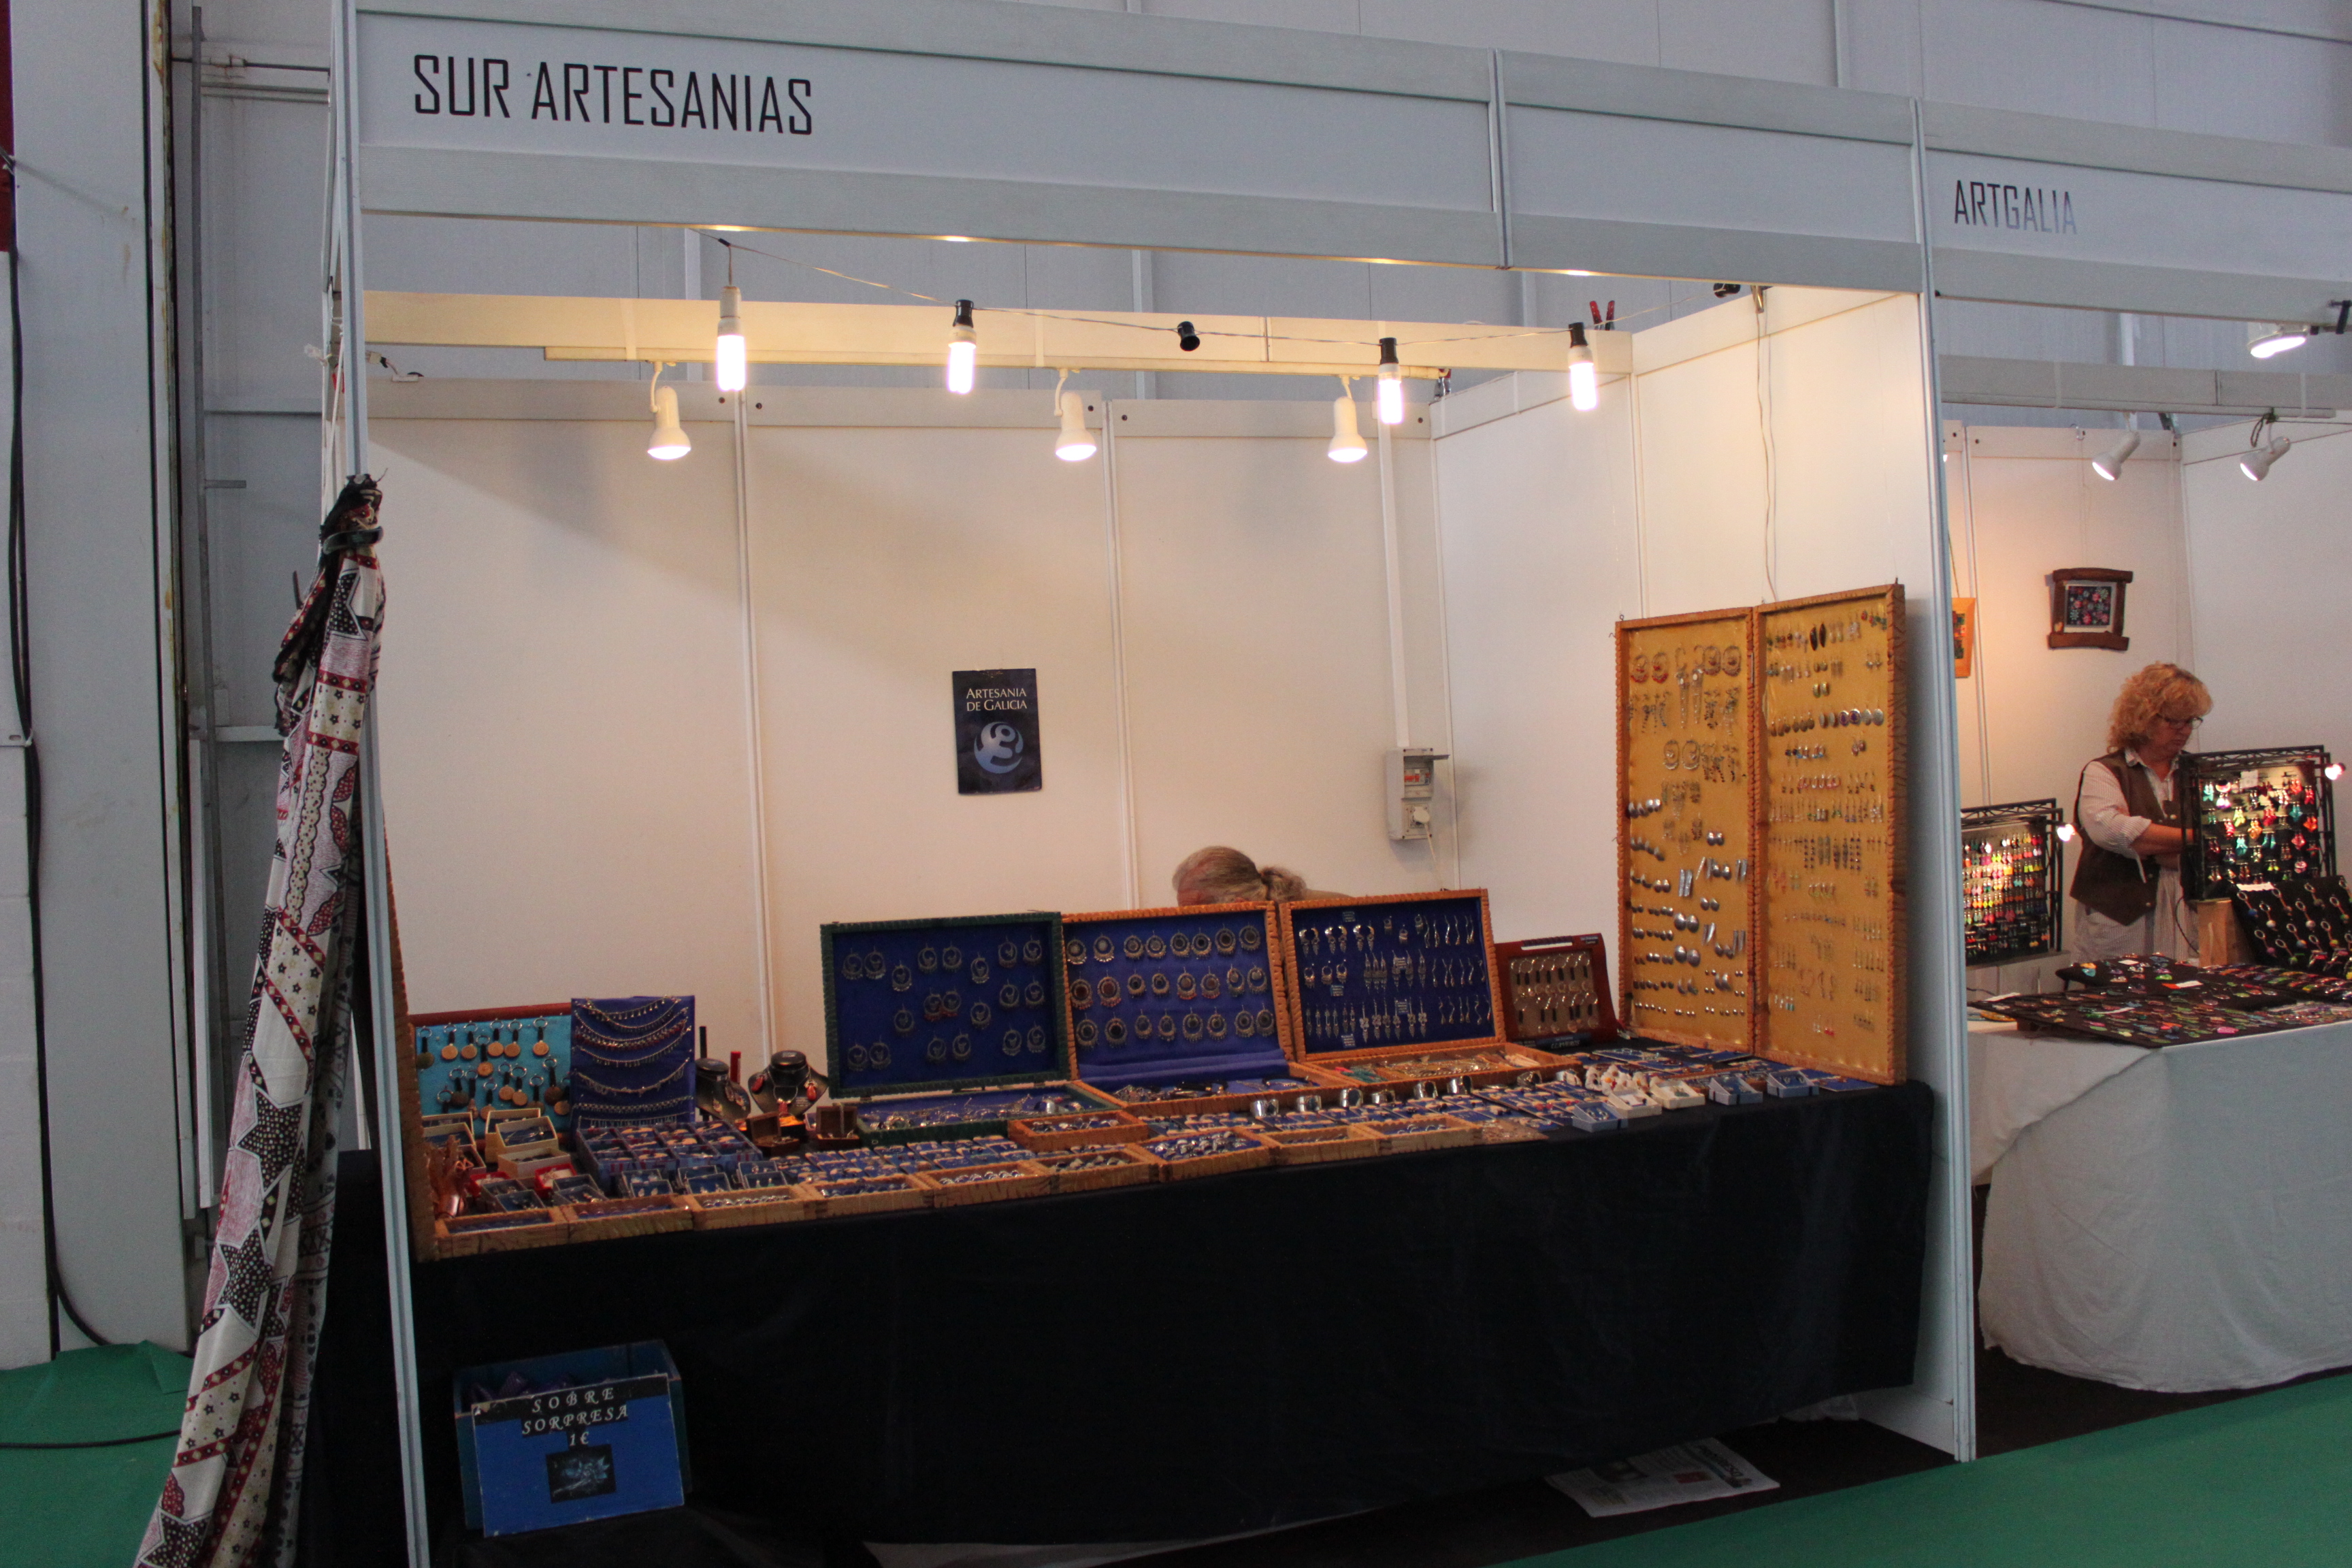 SUR ARTESANIAS
ARTGALIA
ARTESANIA
DE GALICIA
SOBRE
SORPRESA
1€